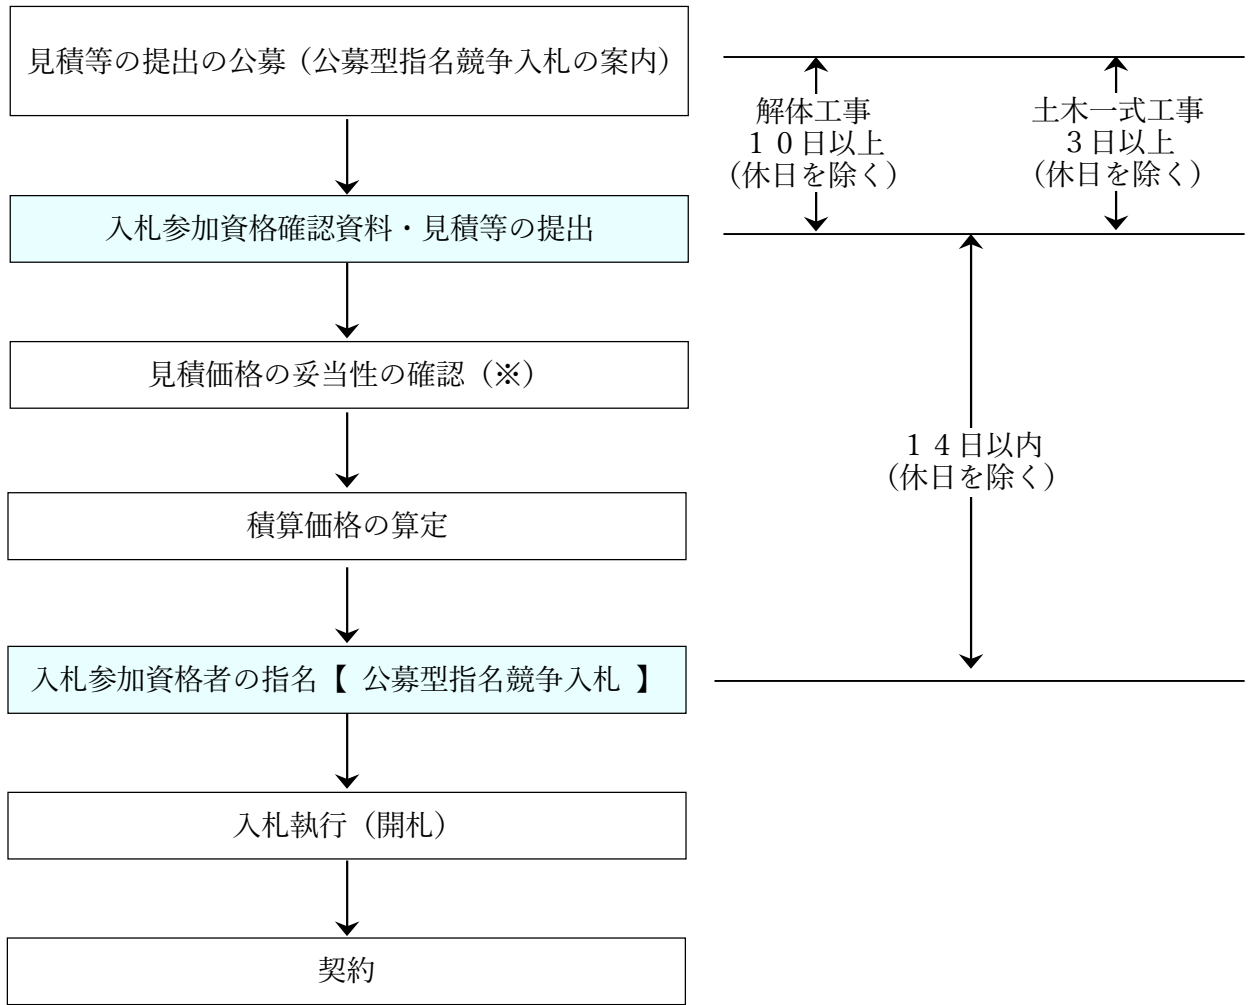 見積等の提出の公募（公募型指名競争入札の案内）
解体工事
１０日以上
（休日を除く）
土木一式工事
３日以上
（休日を除く）
入札参加資格確認資料・見積等の提出
見積価格の妥当性の確認（※）
１４日以内
（休日を除く）
積算価格の算定
入札参加資格者の指名【 公募型指名競争入札 】
入札執行（開札）
契約